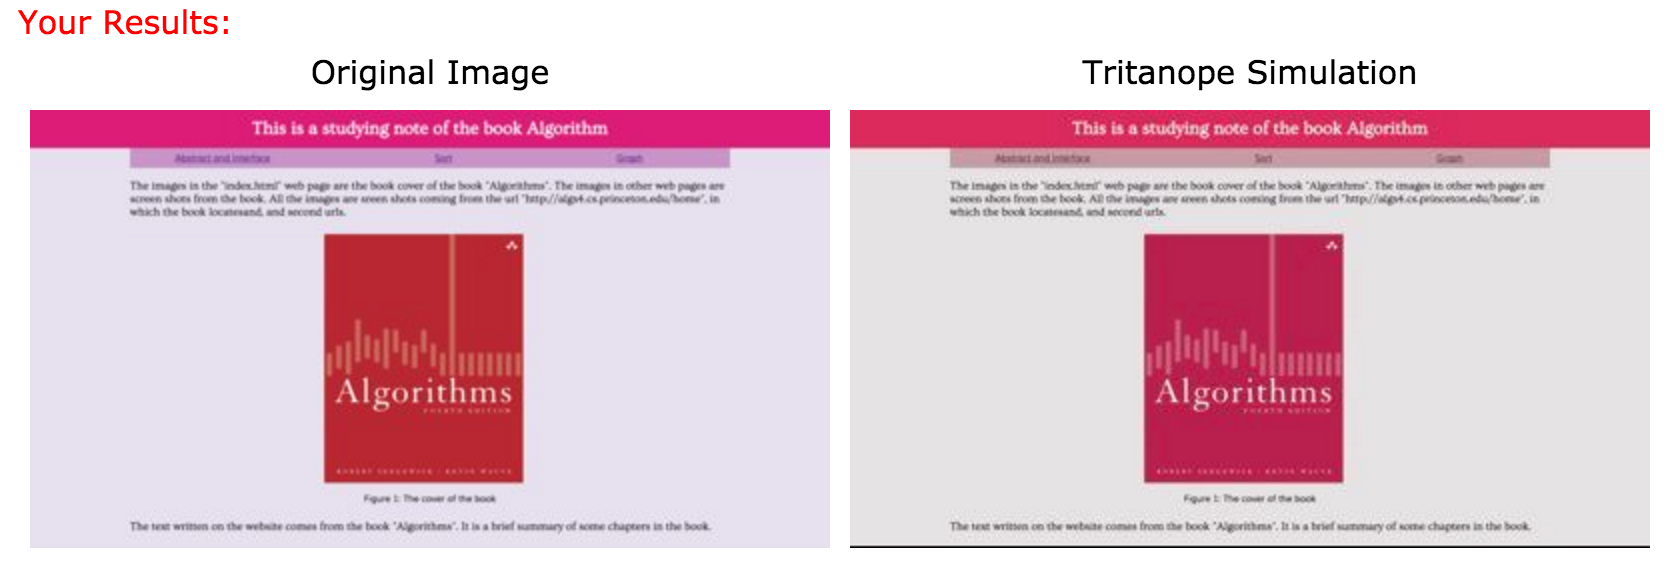 Your Results:
Original Image
This is a studying note of the book Algorithm
Abstract and Interface Sort Graph
The images in the "index.html" web page are the book cover of the book "Algorithms". The images in other web pages are
screen shots from the book. All the images are sreen shots coming from the url "http://algs4.cs.princeton.edu/home", in
which the book locatesand, and second urls.
Algorithms
FOURTH EDITION
ROBERT SEDGEWICK · KEVIN WAYNE
Figure 1: The cover of the book
The text written on the website comes from the book "Algorithms". It is a brief summary of some chapters in the book.
Tritanope Simulation
This is a studying note of the book Algorithm
Abstract and Interface Sort Graph
The images in the "index.html" web page are the book cover of the book "Algorithms". The images in other web pages are
screen shots from the book. All the images are sreen shots coming from the url "http://algs4.cs.princeton.edu/home", in
which the book locatesand, and second urls.
Algorithms
FOURTH EDITION
ROBERT SEDGEWICK · KEVIN WAYNE
Figure 1: The cover of the book
The text written on the website comes from the book "Algorithms". It is a brief summary of some chapters in the book.